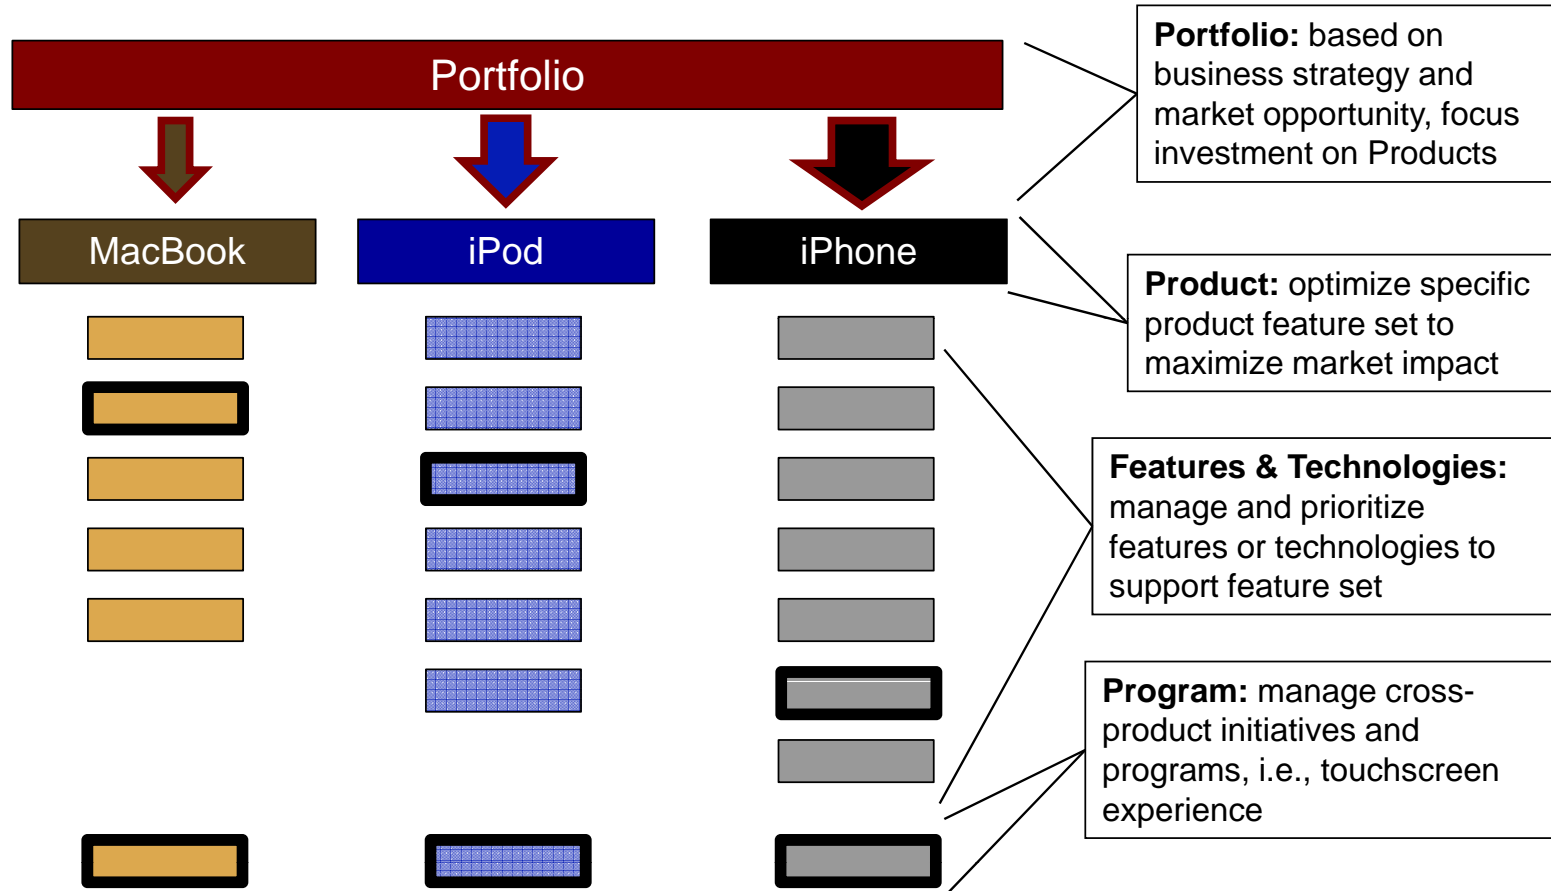 Portfolio
MacBook
iPod
iPhone
Portfolio: based on
business strategy and
market opportunity, focus
investment on Products
Product: optimize specific
product feature set to
maximize market impact
Features & Technologies:
manage and prioritize
features or technologies to
support feature set
Program: manage cross-
product initiatives and
programs, i.e., touchscreen
experience